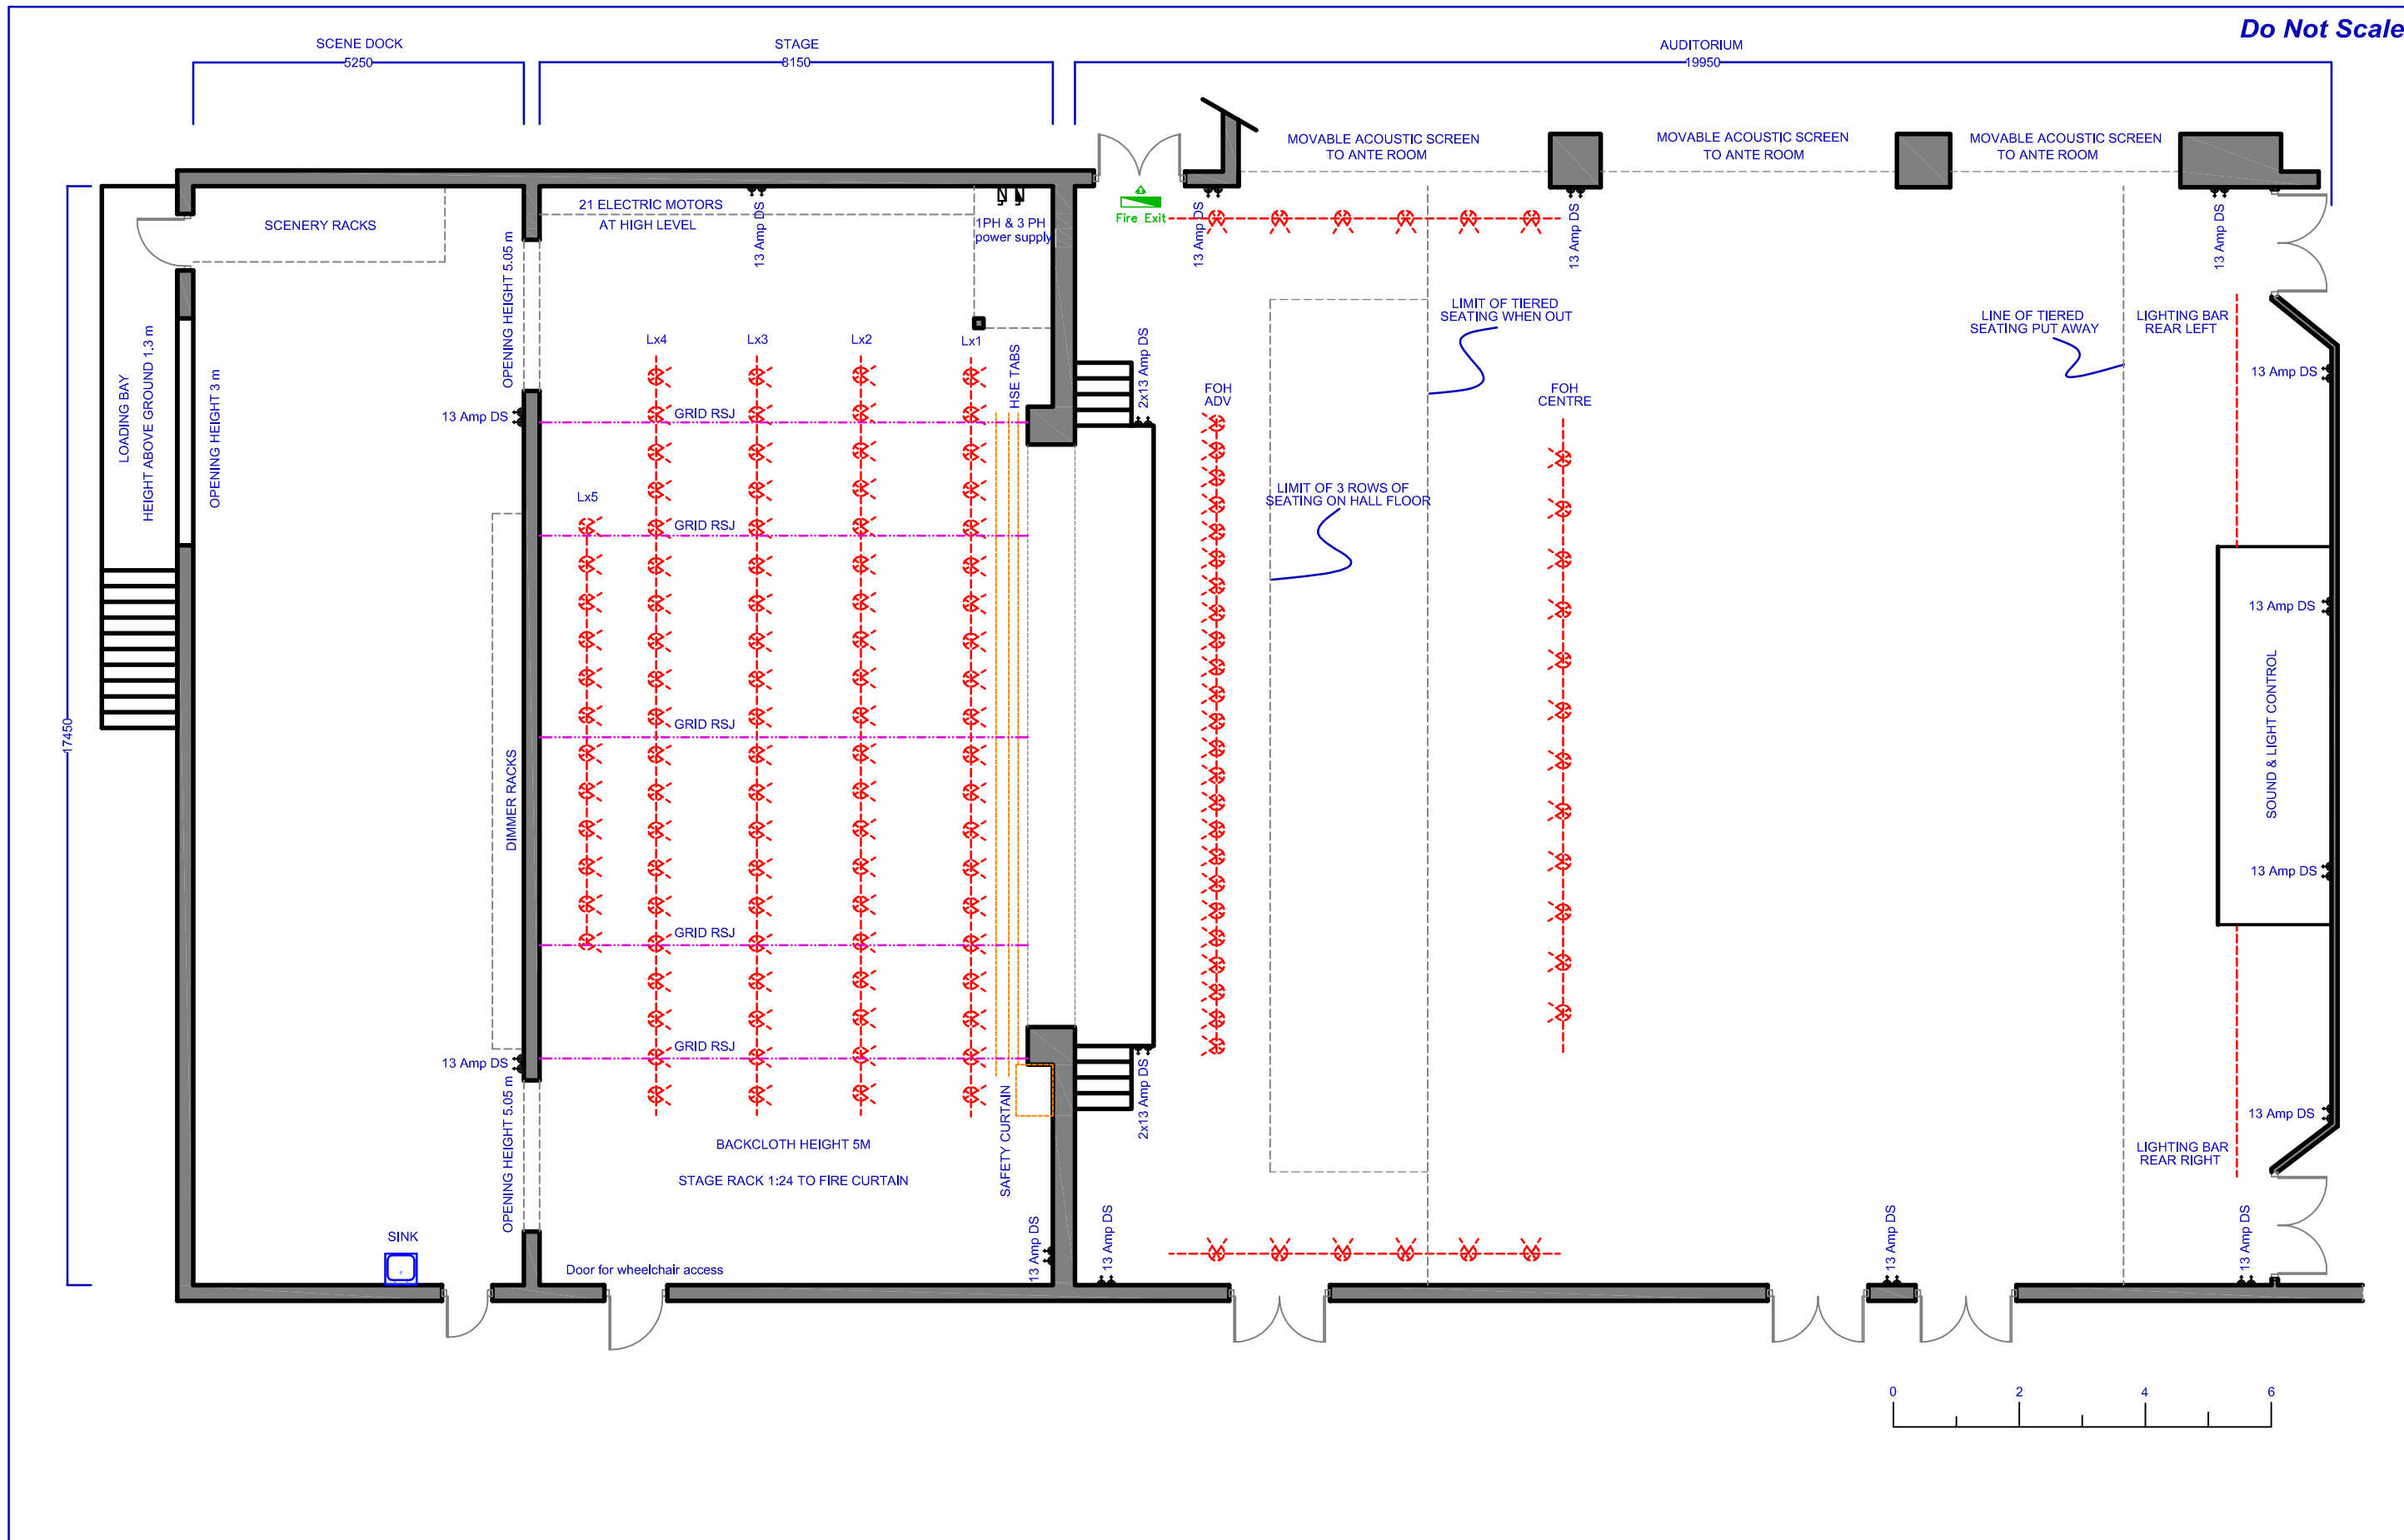 Do Not Scale
SCENE DOCK
5250
STAGE
8150
AUDITORIUM
19950
MOVABLE ACOUSTIC SCREEN
TO ANTE ROOM
MOVABLE ACOUSTIC SCREEN
TO ANTE ROOM
MOVABLE ACOUSTIC SCREEN
TO ANTE ROOM
SCENERY RACKS
21 ELECTRIC MOTORS
AT HIGH LEVEL
13 Amp DS
1PH & 3 PH
power supply
Fire Exit
13 Amp DS
13 Amp DS
13 Amp DS
OPENING HEIGHT 5.05 m
LOADING BAY
HEIGHT ABOVE GROUND 1.3 m
OPENING HEIGHT 3 m
Lx4
Lx3
Lx2
Lx1
HSE TABS
2x13 Amp DS
LIMIT OF TIERED
SEATING WHEN OUT
LINE OF TIERED
SEATING PUT AWAY
LIGHTING BAR
REAR LEFT
13 Amp DS
FOH
ADV
FOH
CENTRE
13 Amp DS
GRID RSJ
Lx5
LIMIT OF 3 ROWS OF
SEATING ON HALL FLOOR
GRID RSJ
13 Amp DS
17450
GRID RSJ
DIMMER RACKS
SOUND & LIGHT CONTROL
13 Amp DS
GRID RSJ
GRID RSJ
13 Amp DS
13 Amp DS
OPENING HEIGHT 5.05 m
BACKCLOTH HEIGHT 5M
STAGE RACK 1:24 TO FIRE CURTAIN
SAFETY CURTAIN
2x13 Amp DS
LIGHTING BAR
REAR RIGHT
SINK
Door for wheelchair access
13 Amp DS
13 Amp DS
13 Amp DS
13 Amp DS
0 2 4 6